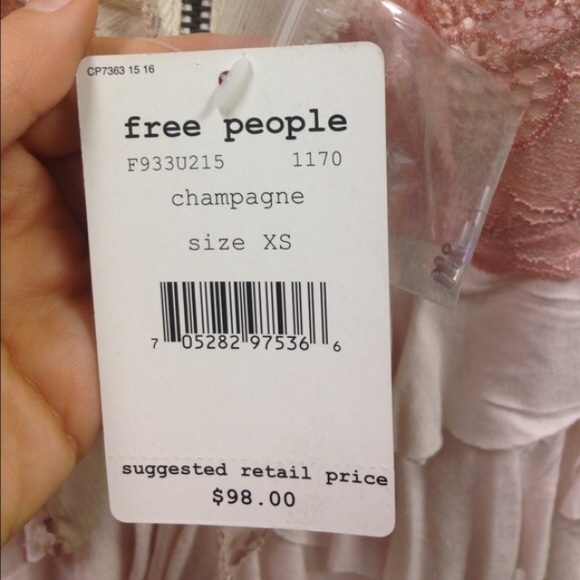 CP7363 15 16
free people
F933U215 1170
champagne
size XS
7 05282 97536 6
suggested retail price
$98.00